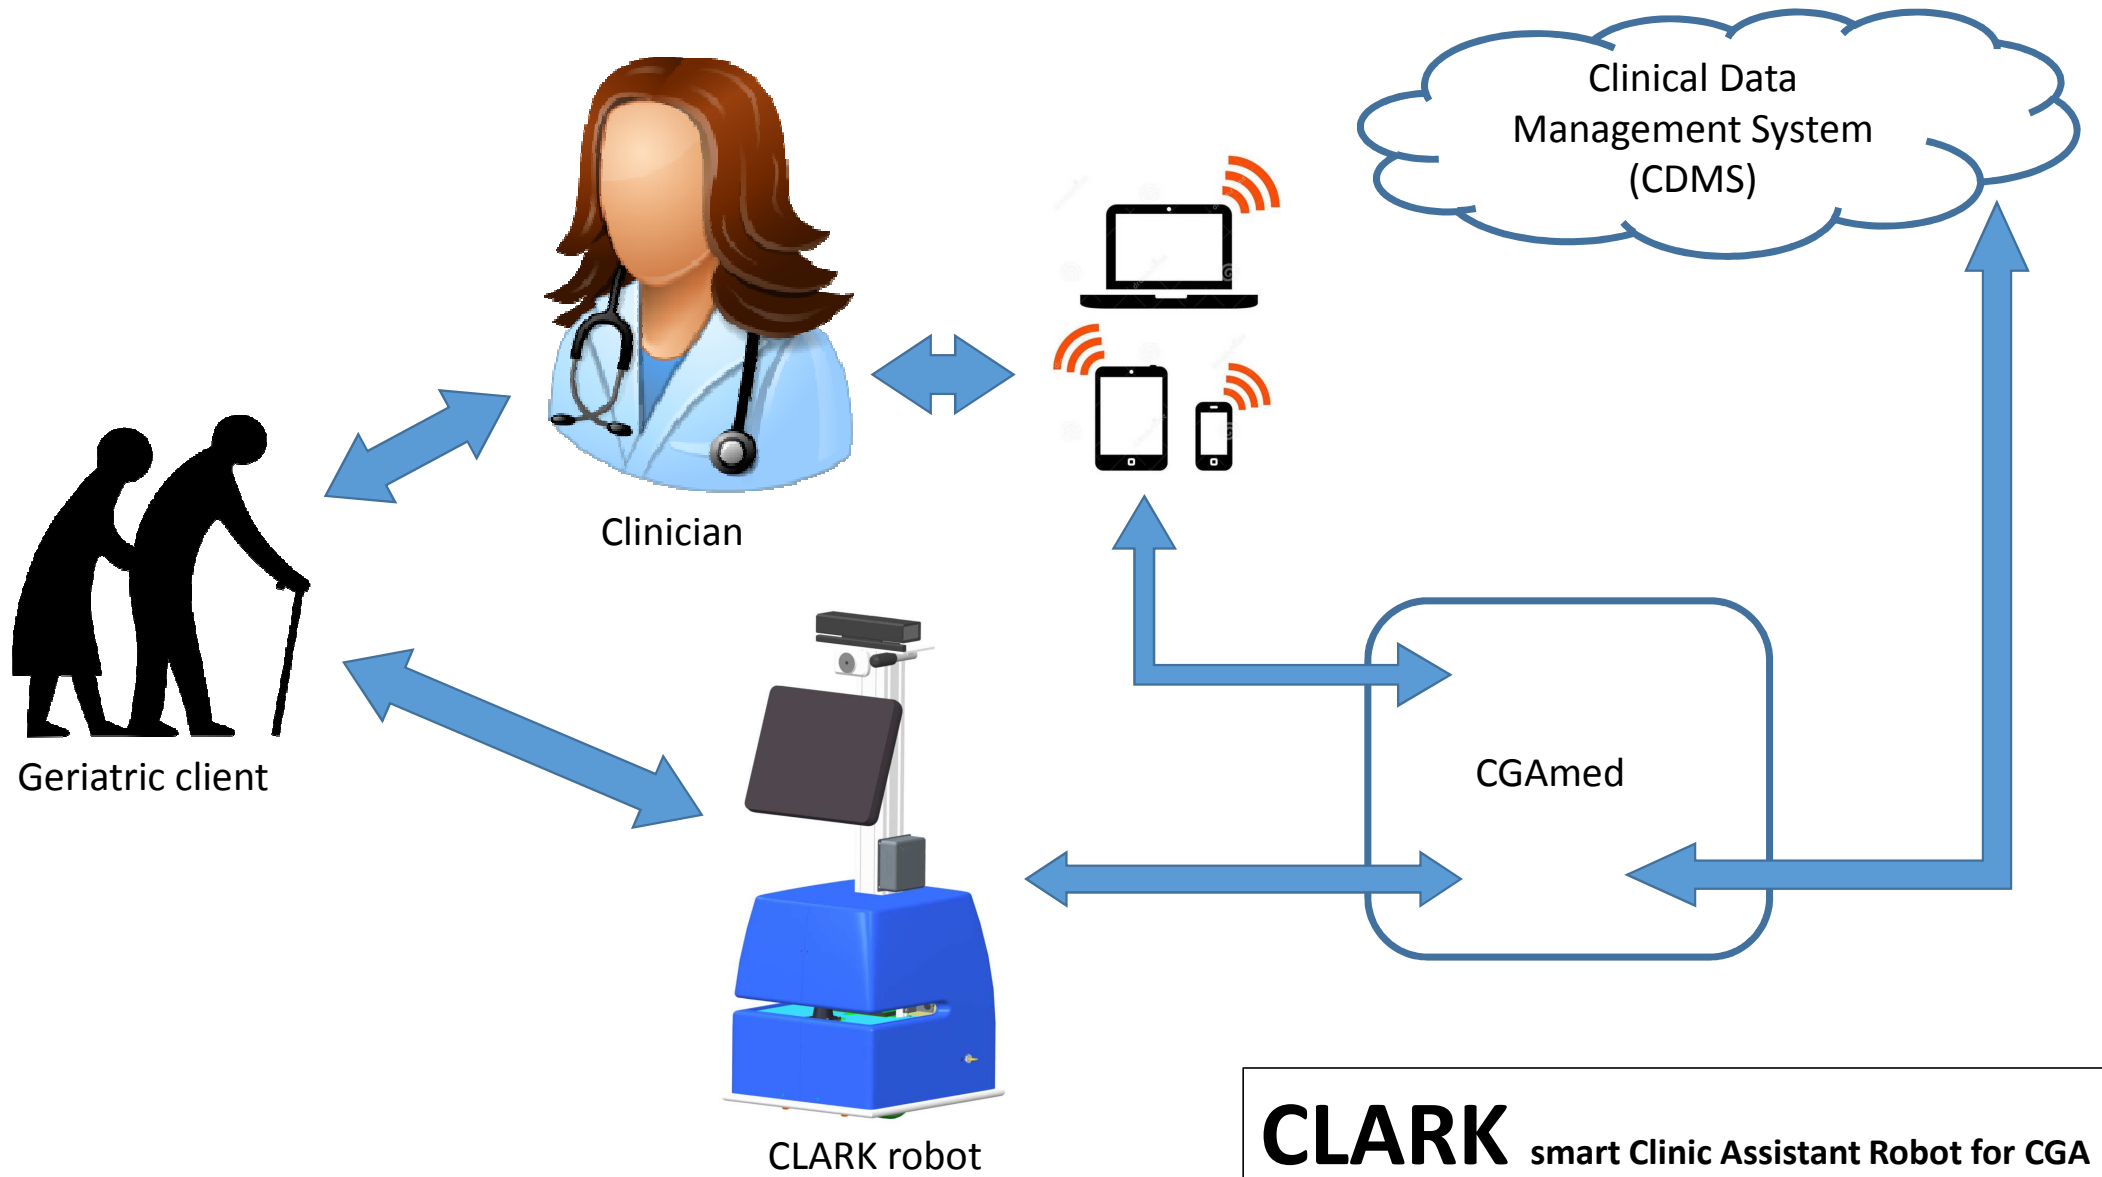 Clinical Data
Management System
(CDMS)
Clinician
Geriatric client
CGAmed
CLARK robot
CLARK smart Clinic Assistant Robot for CGA